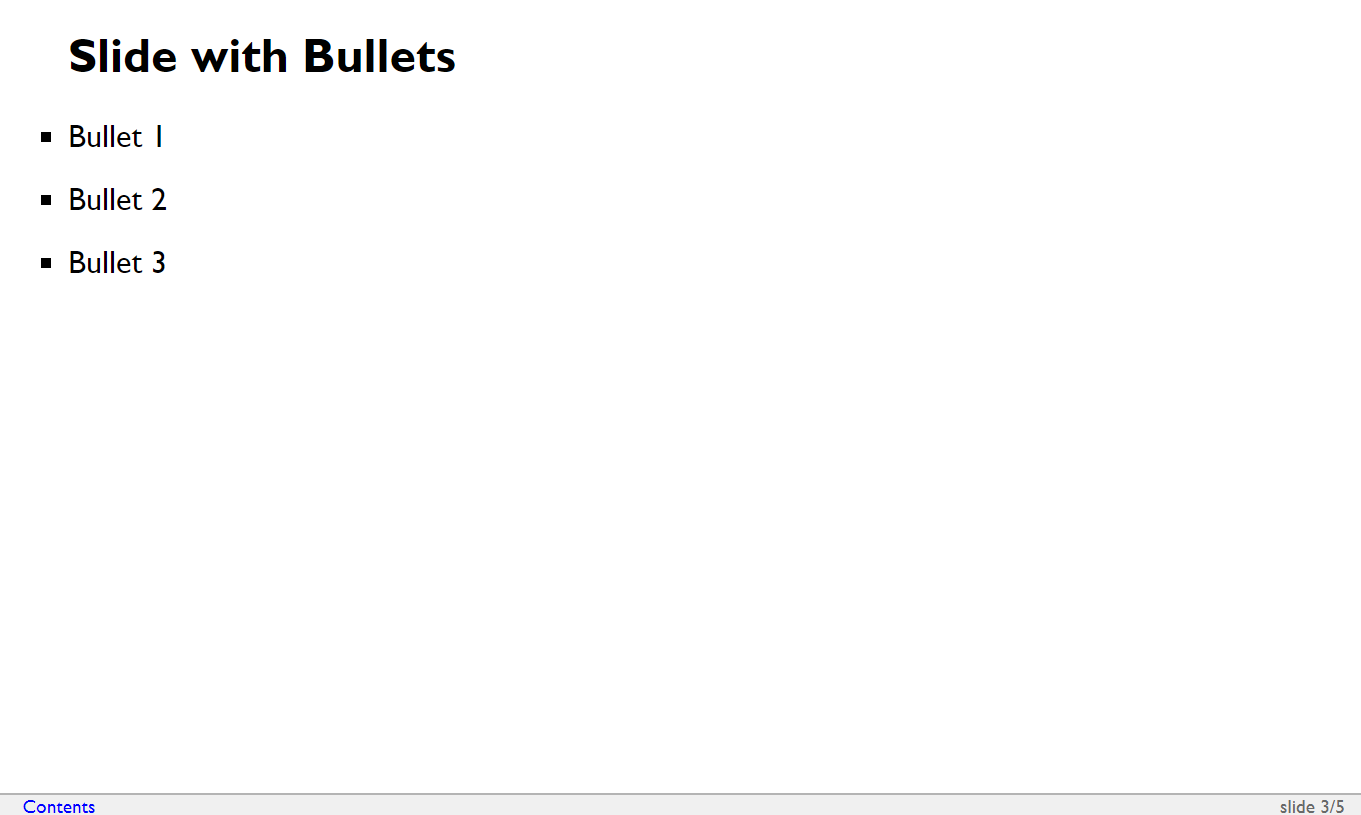 Slide with Bullets
Bullet 1
Bullet 2
Bullet 3
Contents
slide 3/5